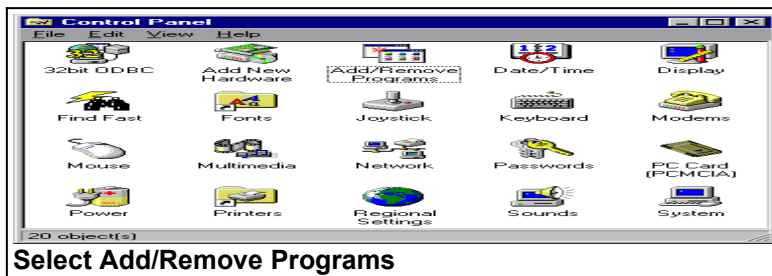 Control Panel
File Edit View Help
32bit ODBC
Add New
Hardware
Add/Remove
Programs
Date/Time
Display
Find Fast
Fonts
Joystick
Keyboard
Modems
Mouse
Multimedia
Network
Passwords
PC Card
(PCMCIA)
Power
Printers
Regional
Settings
Sounds
System
20 object(s)
Select Add/Remove Programs